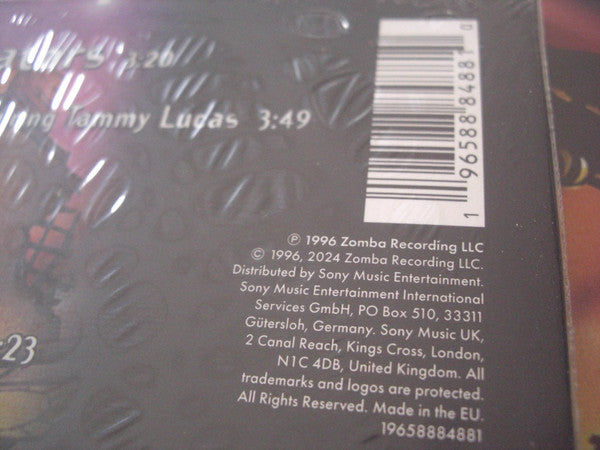 3:20
Tammy Lucas 3:49
:23
1 96588 84881 0
℗ 1996 Zomba Recording LLC
© 1996, 2024 Zomba Recording LLC.
Distributed by Sony Music Entertainment.
Sony Music Entertainment International
Services GmbH, PO Box 510, 33311
Gütersloh, Germany. Sony Music UK,
2 Canal Reach, Kings Cross, London,
N1C 4DB, United Kingdom. All
trademarks and logos are protected.
All Rights Reserved. Made in the EU.
19658884881